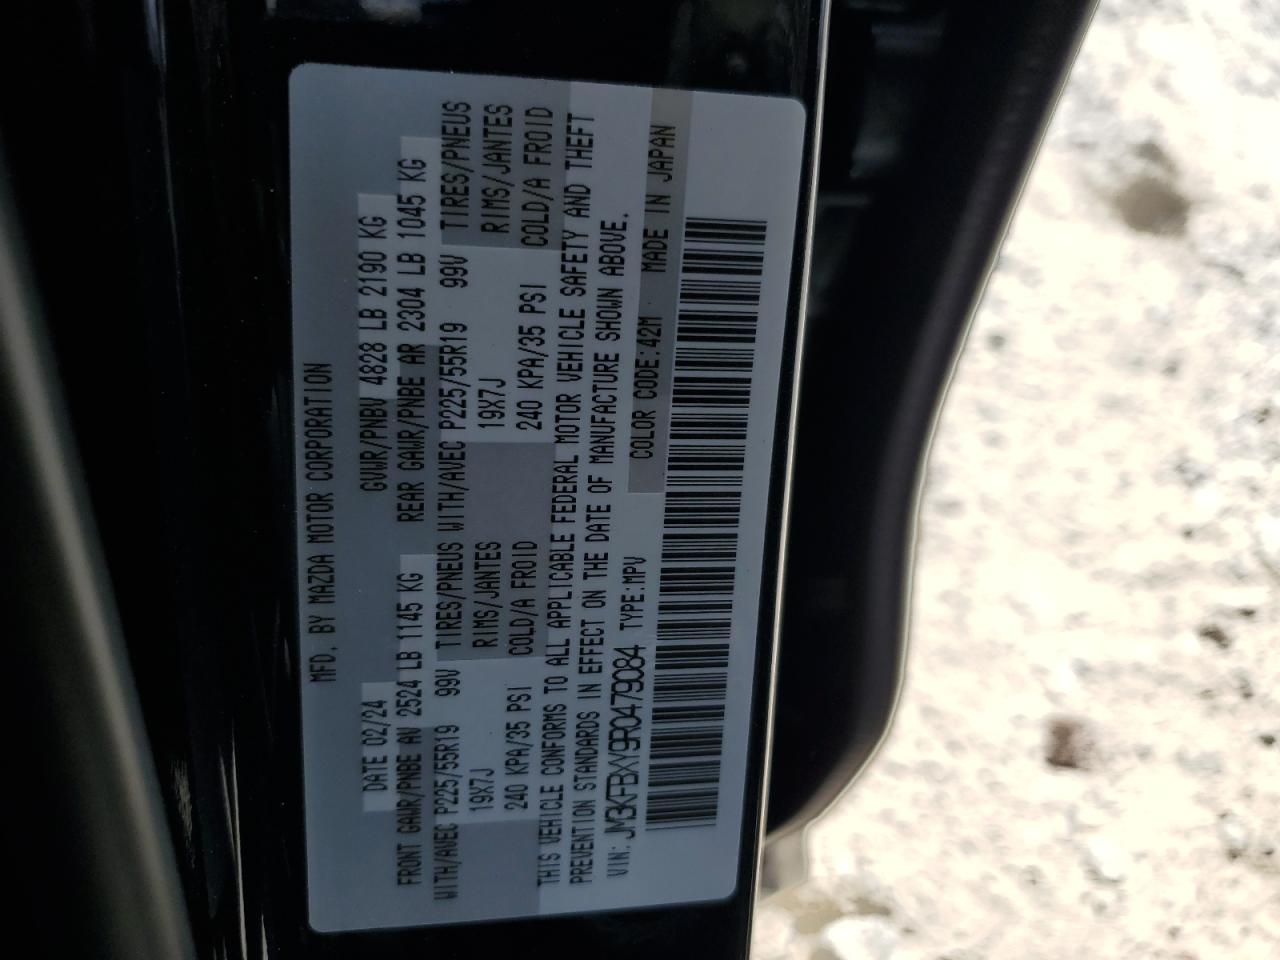 MFD. BY MAZDA MOTOR CORPORATION
DATE 02/24 GVWR/PNBV 4828 LB 2190 KG
FRONT GAWR/PNBE AV 2524 LB 1145 KG REAR GAWR/PNBE AR 2304 LB 1045 KG
WITH/AVEC P225/55R19 99V TIRES/PNEUS WITH/AVEC P225/55R19 99V TIRES/PNEUS
19X7J RIMS/JANTES 19X7J RIMS/JANTES
240 KPA/35 PSI COLD/A FROID 240 KPA/35 PSI COLD/A FROID
THIS VEHICLE CONFORMS TO ALL APPLICABLE FEDERAL MOTOR VEHICLE SAFETY AND THEFT
PREVENTION STANDARDS IN EFFECT ON THE DATE OF MANUFACTURE SHOWN ABOVE.
VIN: JM3KFBXY9R0479084 TYPE:MPV COLOR CODE:42M MADE IN JAPAN